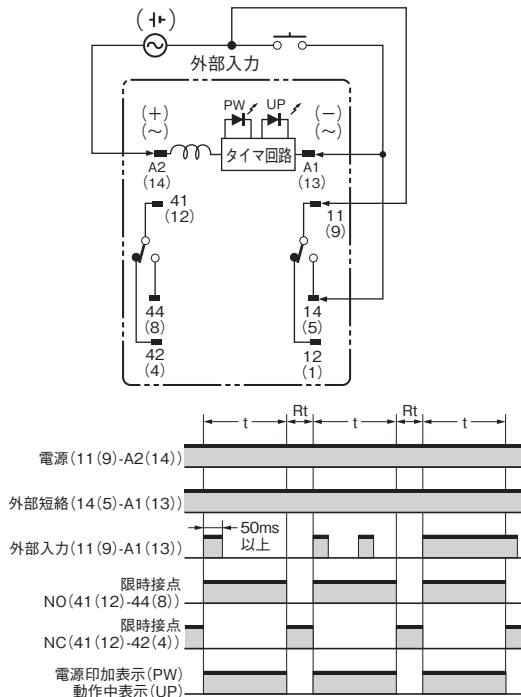 (⊣⊢)
外部入力
PW UP
(+) (−)
(〜) (〜)
タイマ回路
A2 A1
(14) (13)
41 11
(12) (9)
44 14
(8) (5)
42 12
(4) (1)
t Rt t Rt t
電源(11(9)-A2(14))
外部短絡(14(5)-A1(13))
50ms
外部入力(11(9)-A1(13)) 以上
限時接点
NO(41(12)-44(8))
限時接点
NC(41(12)-42(4))
電源印加表示(PW)
動作中表示(UP)